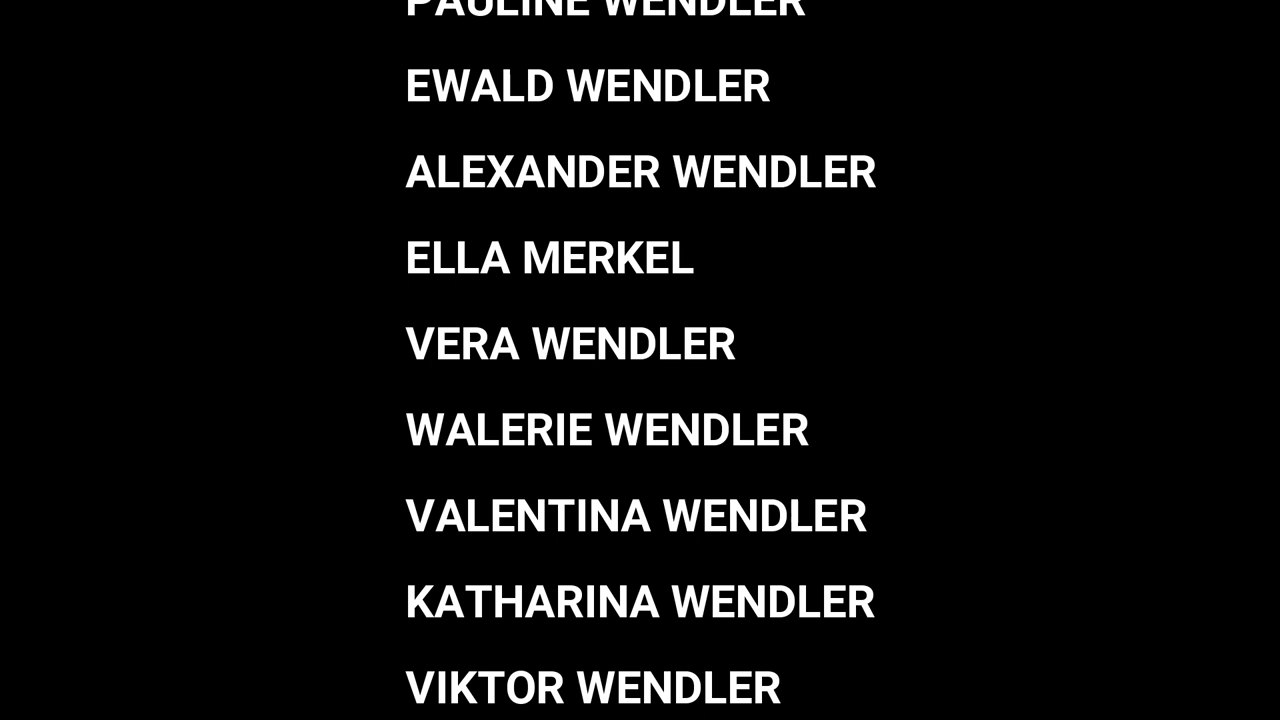 PAULINE WENDLER
EWALD WENDLER
ALEXANDER WENDLER
ELLA MERKEL
VERA WENDLER
WALERIE WENDLER
VALENTINA WENDLER
KATHARINA WENDLER
VIKTOR WENDLER